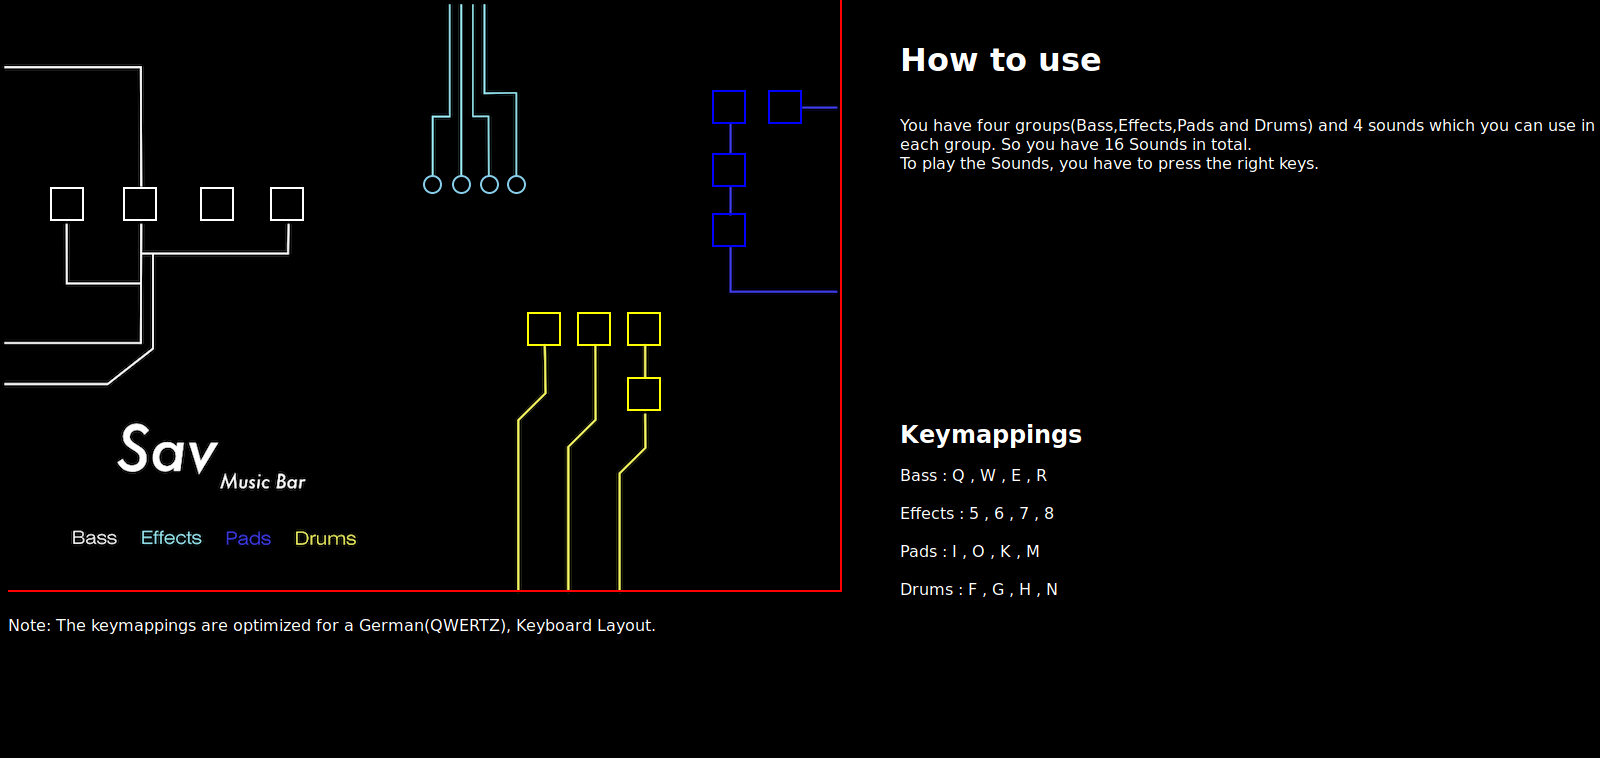 Sav
Music Bar
Bass Effects Pads Drums
Note: The keymappings are optimized for a German(QWERTZ), Keyboard Layout.
How to use
You have four groups(Bass,Effects,Pads and Drums) and 4 sounds which you can use in
each group. So you have 16 Sounds in total.
To play the Sounds, you have to press the right keys.
Keymappings
Bass : Q , W , E , R
Effects : 5 , 6 , 7 , 8
Pads : I , O , K , M
Drums : F , G , H , N